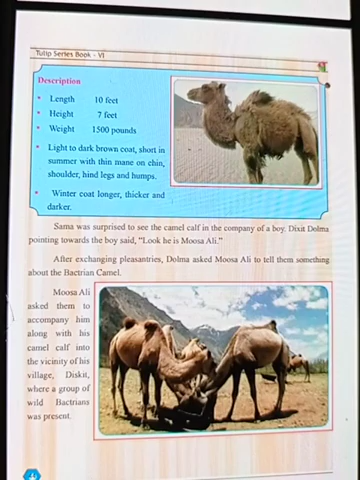 Tulip Series Book - VI
Description
• Length 10 feet
• Height 7 feet
• Weight 1500 pounds
• Light to dark brown coat, short in
summer with thin mane on chin,
shoulder, hind legs and humps.
• Winter coat longer, thicker and
darker.
Sama was surprised to see the camel calf in the company of a boy. Dixit Dolma
pointing towards the boy said, "Look he is Moosa Ali."
After exchanging pleasantries, Dolma asked Moosa Ali to tell them something
about the Bactrian Camel.
Moosa Ali
asked them to
accompany him
along with his
camel calf into
the vicinity of his
village, Diskit,
where a group of
wild Bactrians
was present.